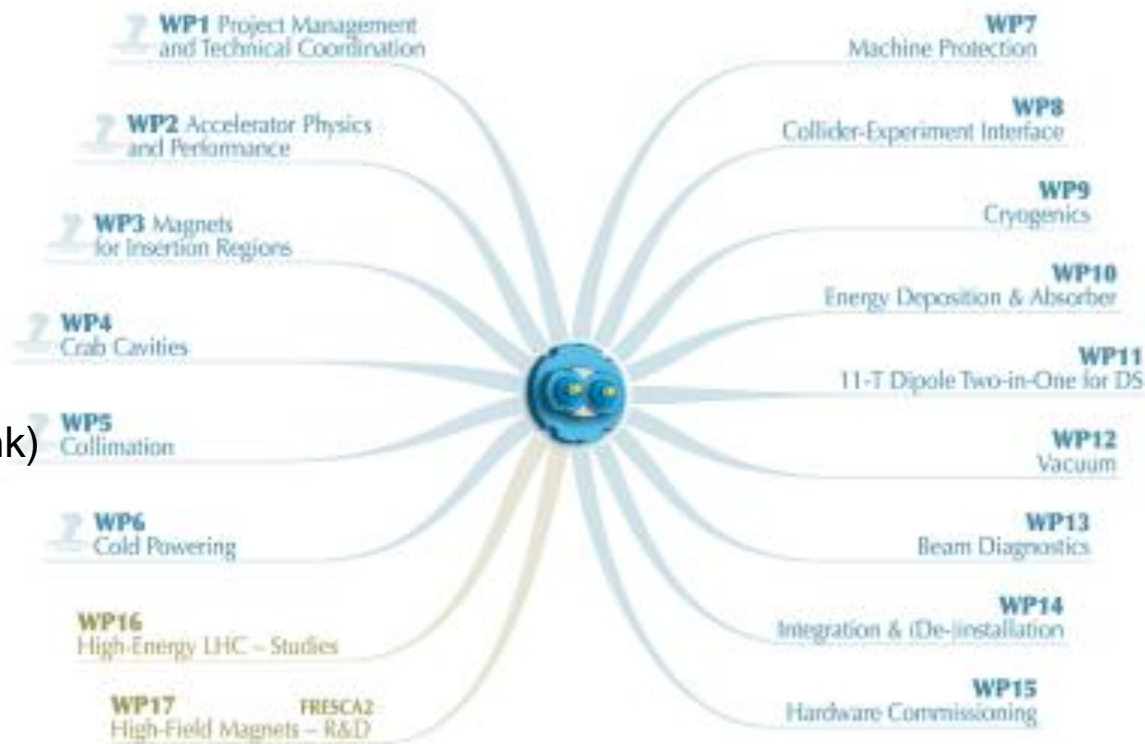 WP1 Project Management
and Technical Coordination
WP2 Accelerator Physics
and Performance
WP3 Magnets
for Insertion Regions
WP4
Crab Cavities
nk)
WP5
Collimation
WP6
Cold Powering
WP16
High-Energy LHC – Studies
WP17 FRESCA2
High-Field Magnets – R&D
WP7
Machine Protection
WP8
Collider-Experiment Interface
WP9
Cryogenics
WP10
Energy Deposition & Absorber
WP11
11-T Dipole Two-in-One for DS
WP12
Vacuum
WP13
Beam Diagnostics
WP14
Integration & (De-)installation
WP15
Hardware Commissioning